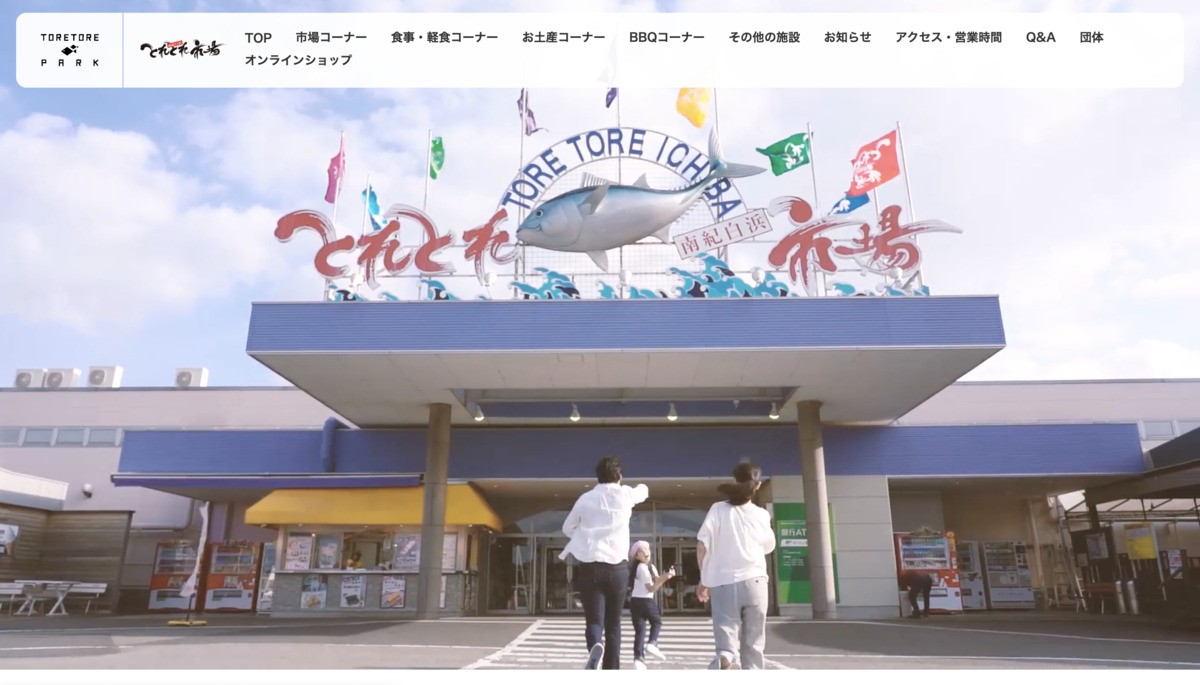 TORETORE
PARK
とれとれ市場
TOP
市場コーナー
食事・軽食コーナー
お土産コーナー
BBQコーナー
その他の施設
お知らせ
アクセス・営業時間
Q&A
団体
オンラインショップ
TORE TORE ICHIBA
とれとれ
南紀白浜
市場
銀行AT